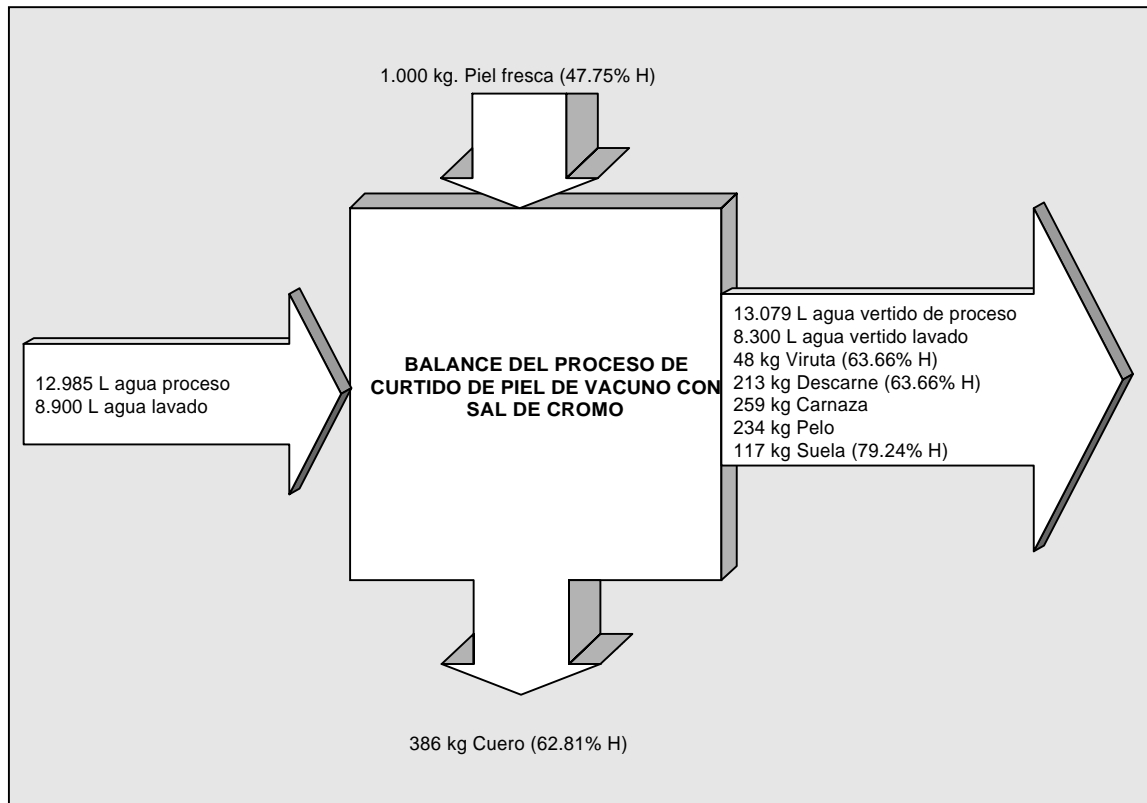 1.000 kg. Piel fresca (47.75% H)
12.985 L agua proceso
8.900 L agua lavado
BALANCE DEL PROCESO DE
CURTIDO DE PIEL DE VACUNO CON
SAL DE CROMO
13.079 L agua vertido de proceso
8.300 L agua vertido lavado
48 kg Viruta (63.66% H)
213 kg Descarne (63.66% H)
259 kg Carnaza
234 kg Pelo
117 kg Suela (79.24% H)
386 kg Cuero (62.81% H)